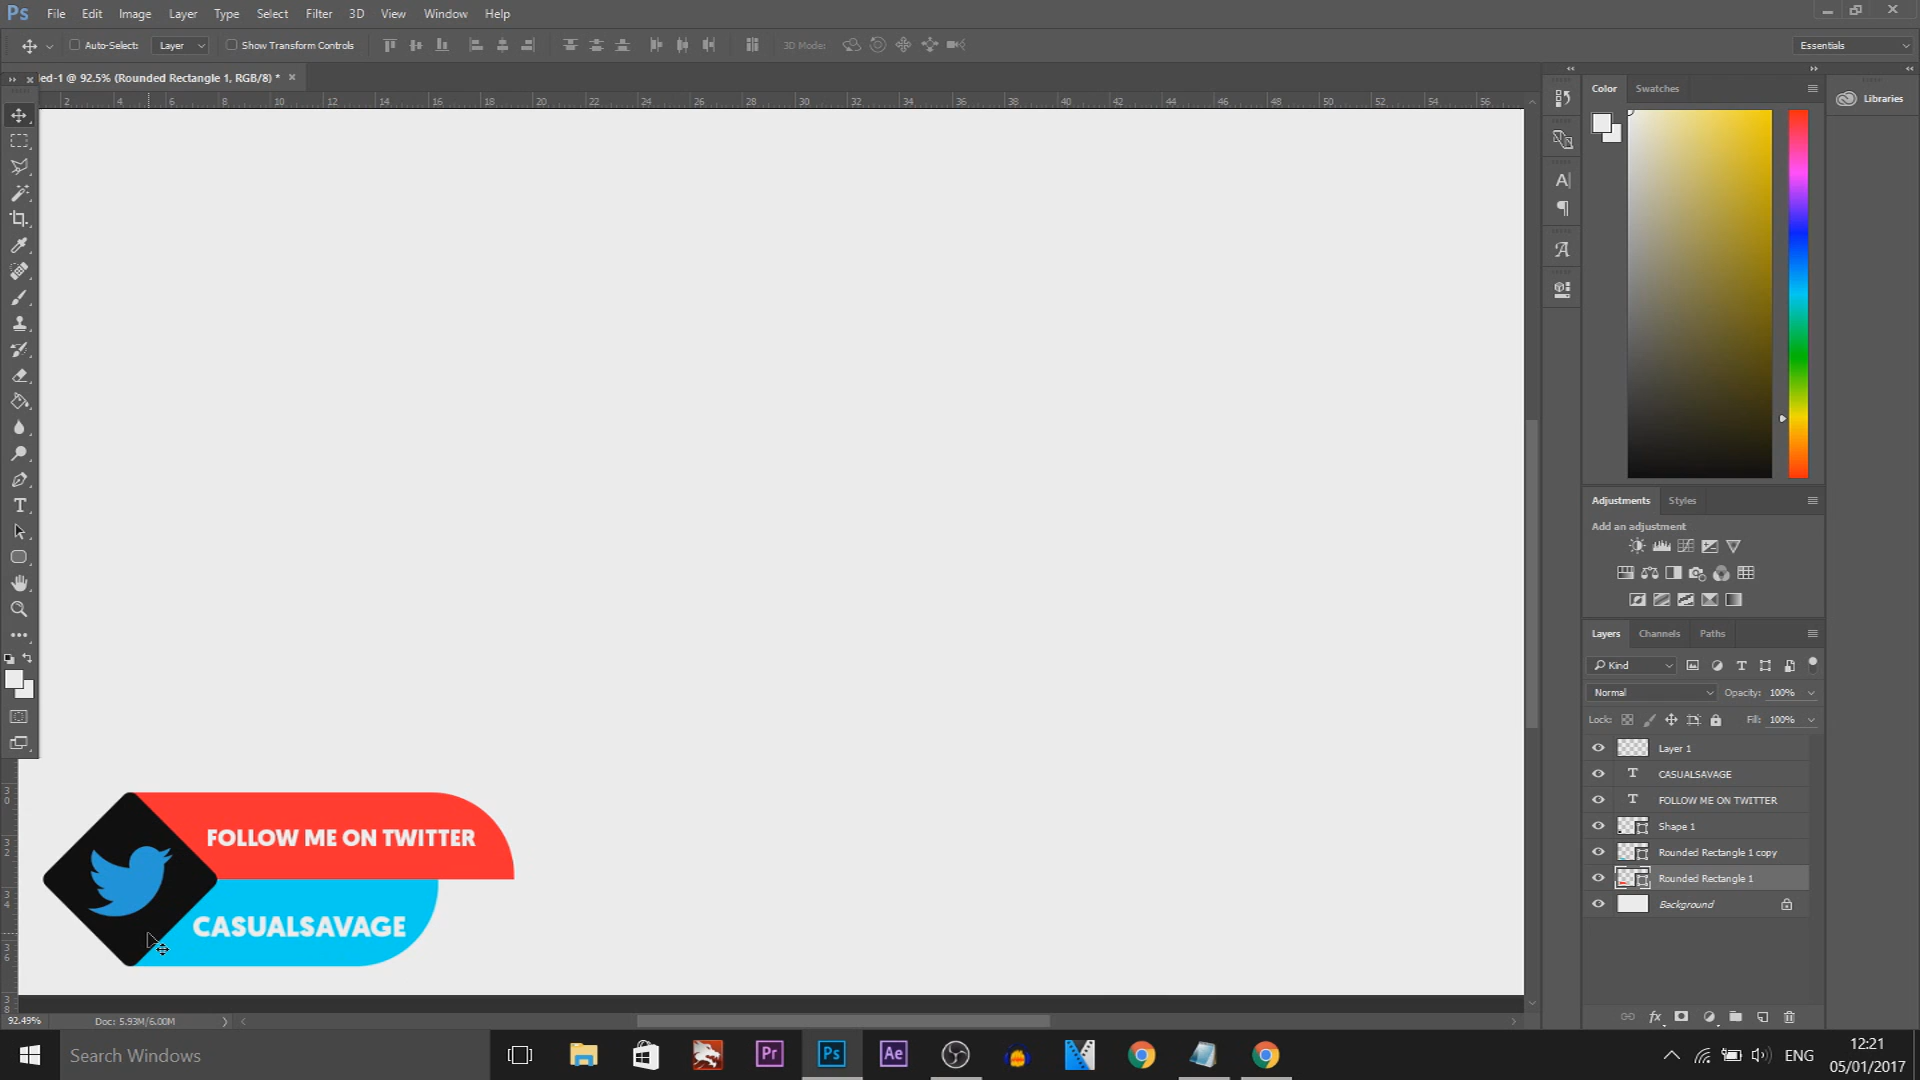 Ps File Edit Image Layer Type Select Filter 3D View Window Help
Auto-Select: Layer Show Transform Controls 3D Mode: Essentials
ed-1 @ 92.5% (Rounded Rectangle 1, RGB/8) *
2 4 6 8 10 12 14 16 18 20 22 24 26 28 30 32 34 36 38 40 42 44 46 48 50 52 54 56
Color Swatches
Libraries
Adjustments Styles
Add an adjustment
Layers Channels Paths
Kind
Normal Opacity: 100%
Lock: Fill: 100%
Layer 1
CASUALSAVAGE
FOLLOW ME ON TWITTER
Shape 1
Rounded Rectangle 1 copy
Rounded Rectangle 1
Background
30
32
34
36
38
FOLLOW ME ON TWITTER
CASUALSAVAGE
92.49% Doc: 5.93M/6.00M
Search Windows
Pr Ps Ae
ENG
12:21
05/01/2017